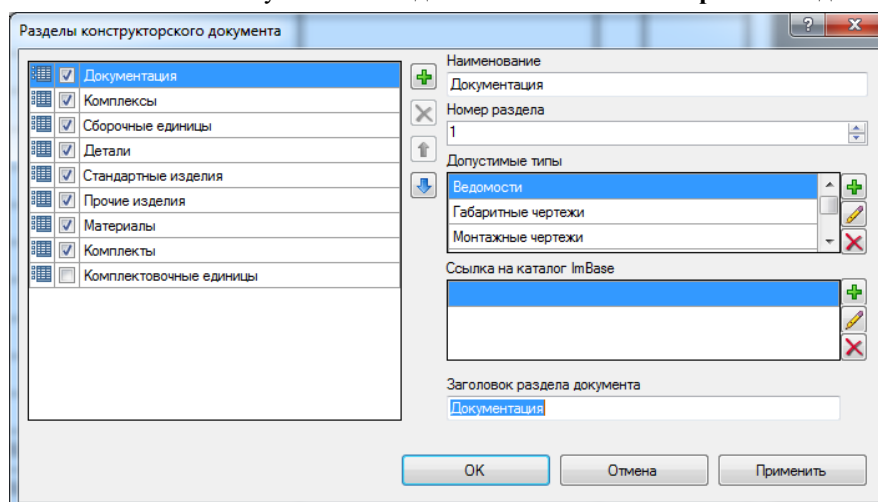 Разделы конструкторского документа
?
X
Документация
Комплексы
Сборочные единицы
Детали
Стандартные изделия
Прочие изделия
Материалы
Комплекты
Комплектовочные единицы
Наименование
Документация
Номер раздела
1
Допустимые типы
Ведомости
Габаритные чертежи
Монтажные чертежи
Ссылка на каталог ImBase
Заголовок раздела документа
Документация
OK
Отмена
Применить